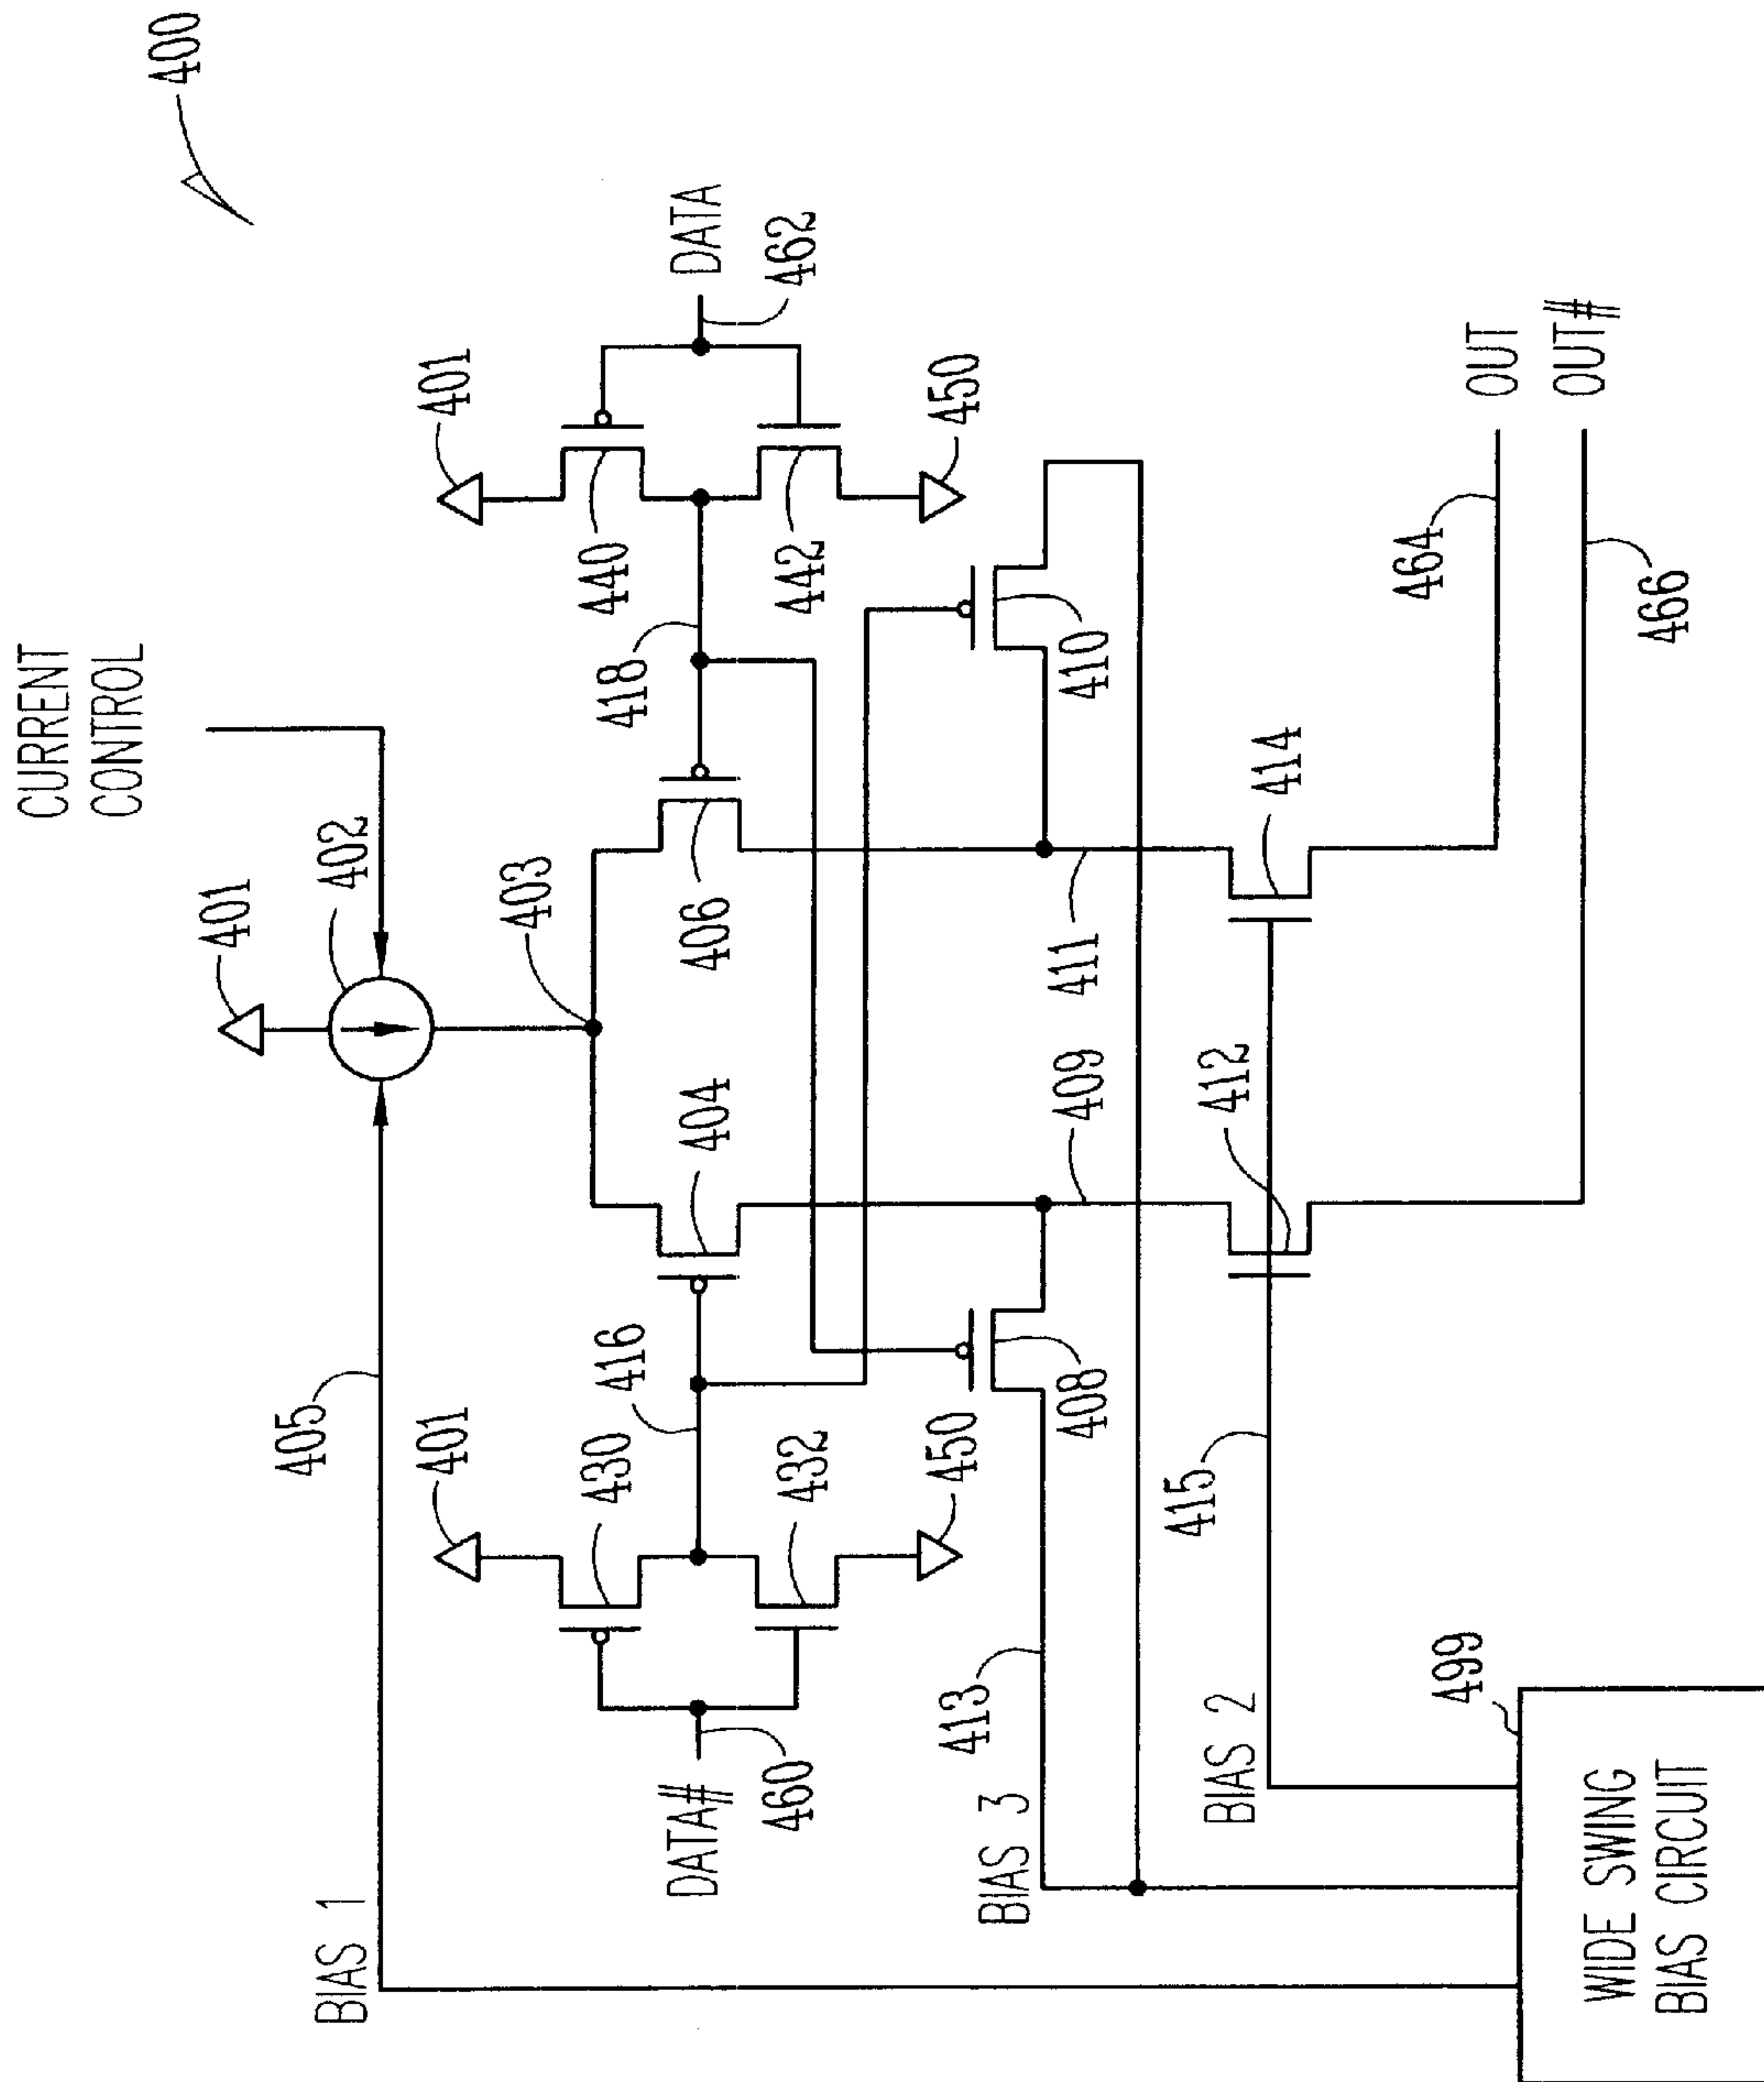 400
CURRENT
CONTROL
401
402
BIAS 1
405
403
401
430
432
450
416
404
406
418
401
440
442
450
DATA
462
DATA#
460
BIAS 3
413
408
410
409
411
BIAS 2
415
412
414
464
OUT
466
OUT#
499
WIDE SWING
BIAS CIRCUIT